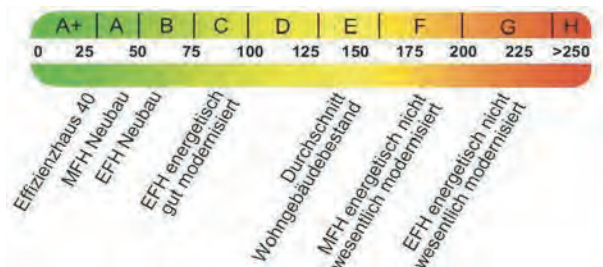 A+ A B C D E F G H
0 25 50 75 100 125 150 175 200 225 >250
Effizienzhaus 40
MFH Neubau
EFH Neubau
EFH energetisch
gut modernisiert
Durchschnitt
Wohngebäudebestand
MFH energetisch nicht
wesentlich modernisiert
EFH energetisch nicht
wesentlich modernisiert